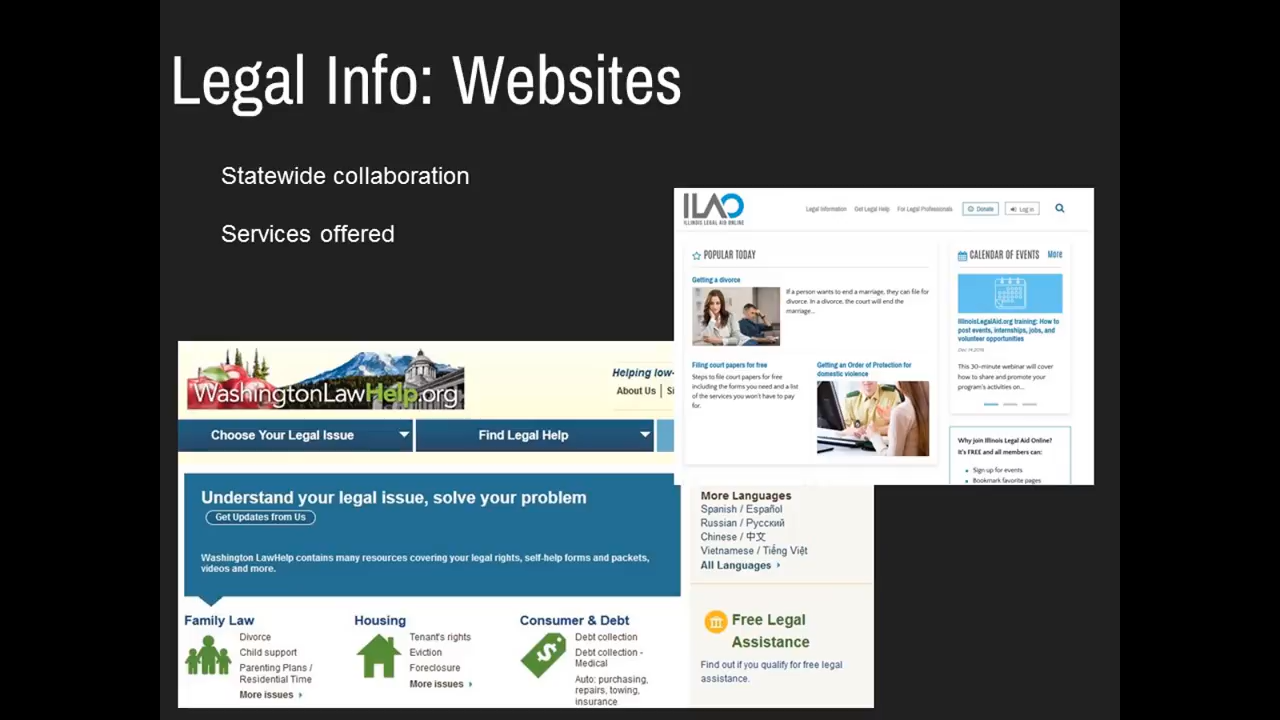 Legal Info: Websites
Statewide collaboration
Services offered
ILAO
ILLINOIS LEGAL AID ONLINE
Legal Information Get Legal Help For Legal Professionals Donate Log in
POPULAR TODAY
Getting a divorce
If a person wants to end a marriage, they can file for
divorce. In a divorce, the court will end the
marriage...
Filing court papers for free
Steps to file court papers for free
including the forms you need and a list
of the services you won't have to pay
for.
Getting an Order of Protection for
domestic violence
CALENDAR OF EVENTS More
IllinoisLegalAid.org training: How to
post events, internships, jobs, and
volunteer opportunities
This 30-minute webinar will cover
how to share and promote your
program's activities on...
Why join Illinois Legal Aid Online?
It's FREE and all members can:
Sign up for events
Bookmark favorite pages
WashingtonLawHelp.org
Helping low-
About Us | Si
Choose Your Legal Issue
Find Legal Help
Understand your legal issue, solve your problem
Get Updates from Us
Washington LawHelp contains many resources covering your legal rights, self-help forms and packets,
videos and more.
More Languages
Spanish / Español
Russian / Русский
Chinese / 中文
Vietnamese / Tiếng Việt
All Languages
Family Law
Divorce
Child support
Parenting Plans /
Residential Time
More issues
Housing
Tenant's rights
Eviction
Foreclosure
More issues
Consumer & Debt
Debt collection
Debt collection -
Medical
Auto: purchasing,
repairs, towing,
insurance
Free Legal
Assistance
Find out if you qualify for free legal
assistance.